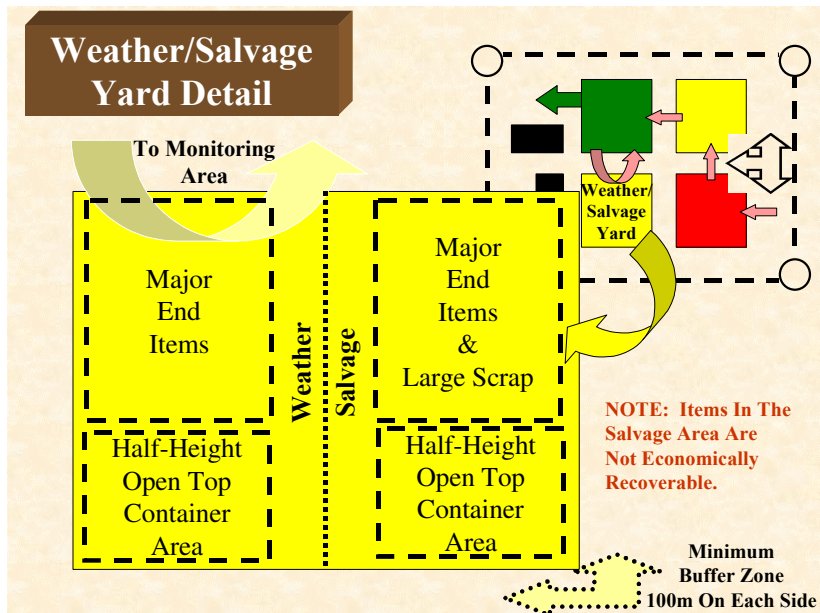 Weather/Salvage
Yard Detail
To Monitoring
Area
Weather/
Salvage
Yard
Major
End
Items
Weather
Salvage
Major
End
Items
&
Large Scrap
Half-Height
Open Top
Container
Area
Half-Height
Open Top
Container
Area
NOTE:  Items In The
Salvage Area Are
Not Economically
Recoverable.
Minimum
Buffer Zone
100m On Each Side